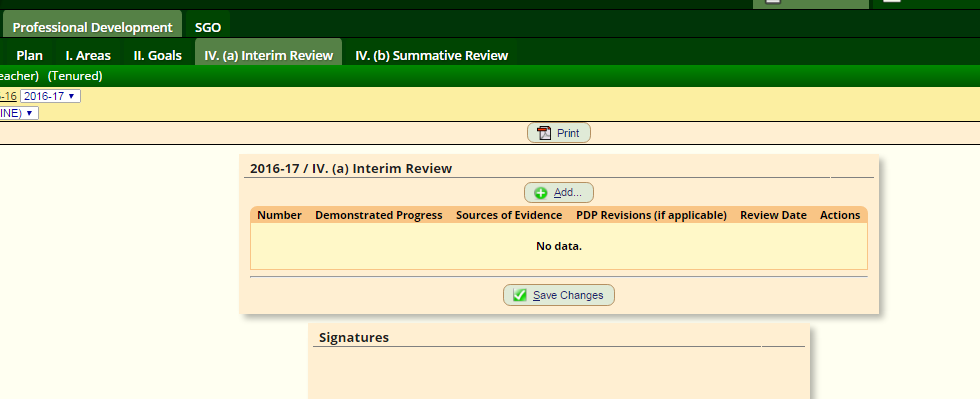 Professional Development SGO
Plan I. Areas II. Goals IV. (a) Interim Review IV. (b) Summative Review
eacher) (Tenured)
-16 2016-17
INE)
Print
2016-17 / IV. (a) Interim Review
Add...
Number Demonstrated Progress Sources of Evidence PDP Revisions (if applicable) Review Date Actions
No data.
Save Changes
Signatures